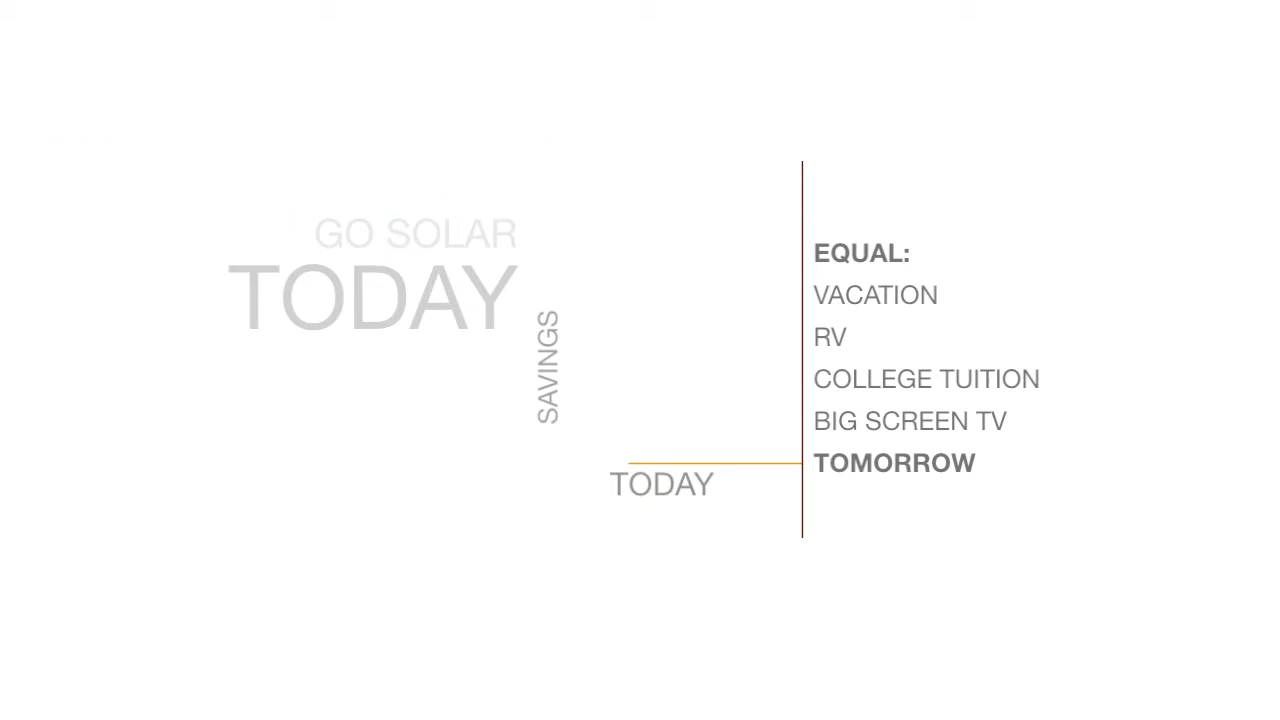 GO SOLAR
TODAY
SAVINGS
TODAY
EQUAL:
VACATION
RV
COLLEGE TUITION
BIG SCREEN TV
TOMORROW